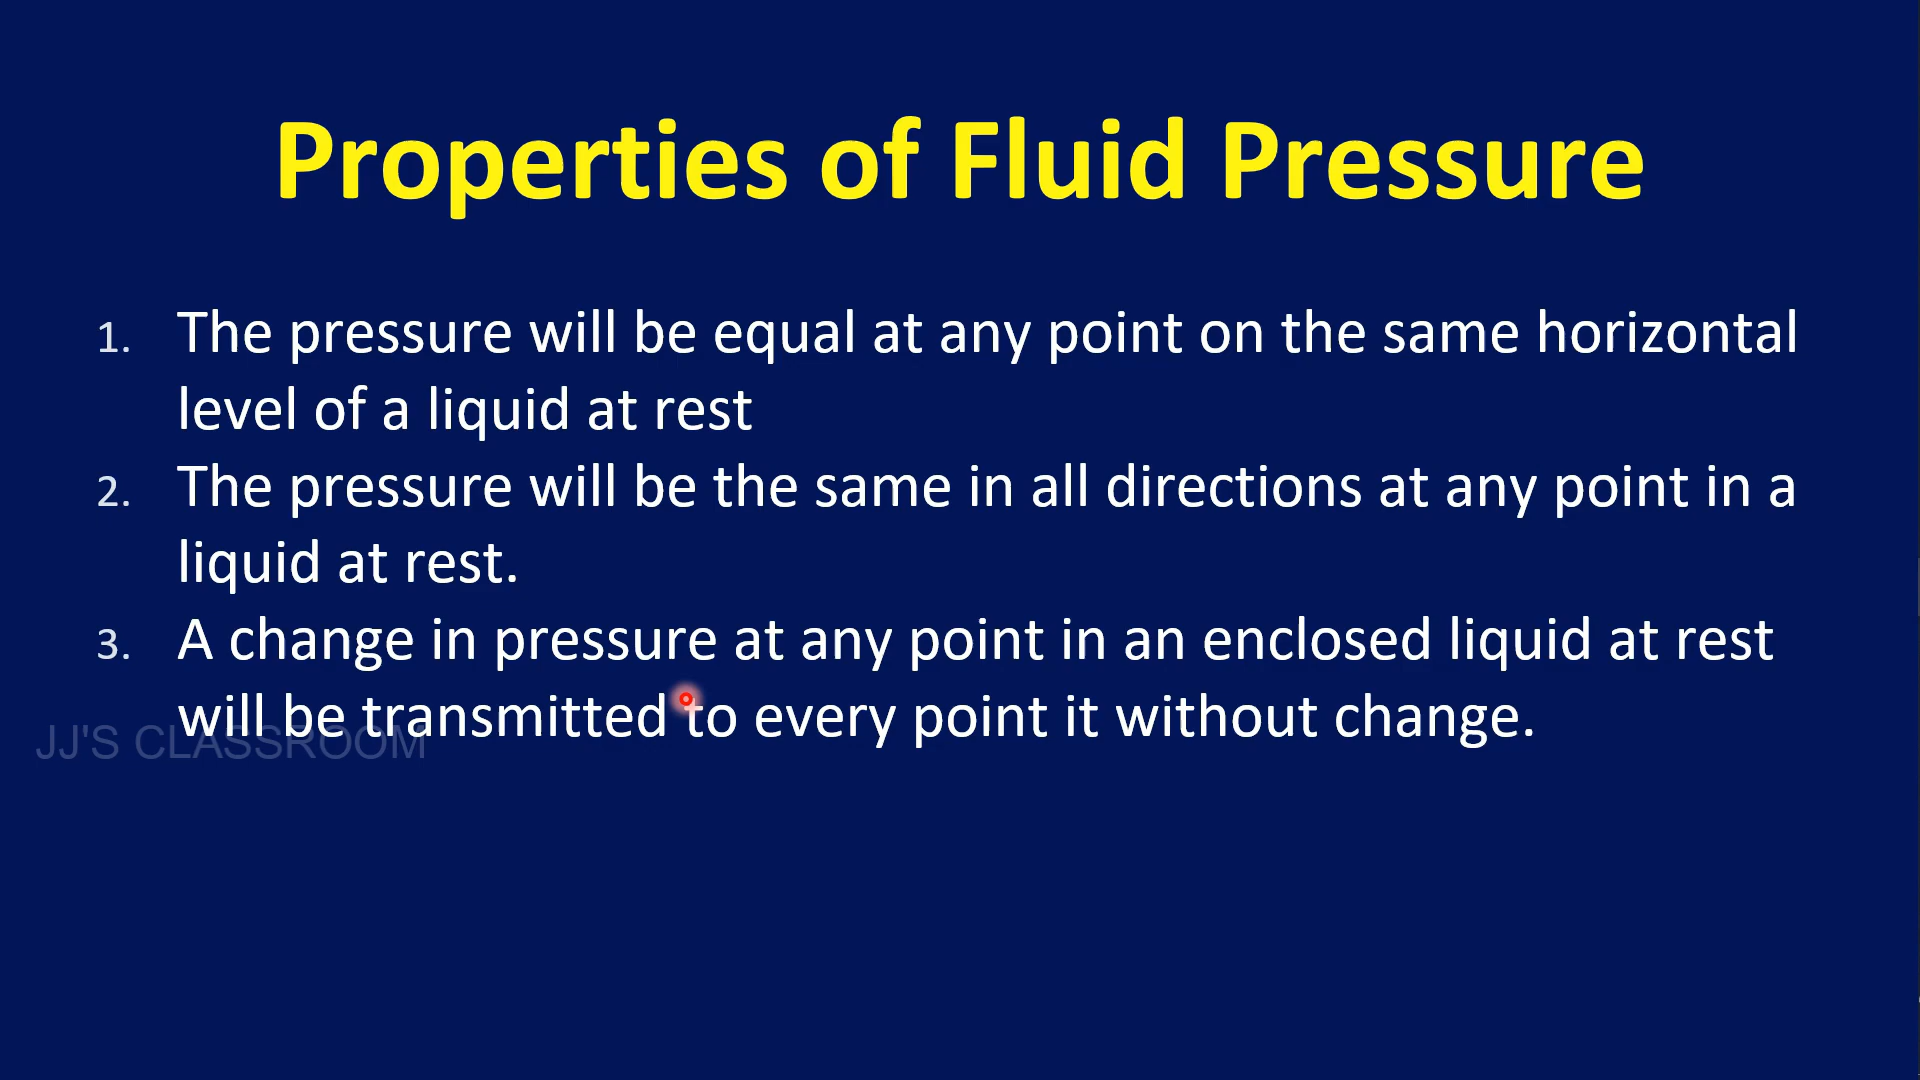 Properties of Fluid Pressure
1. The pressure will be equal at any point on the same horizontal
level of a liquid at rest
2. The pressure will be the same in all directions at any point in a
liquid at rest.
3. A change in pressure at any point in an enclosed liquid at rest
will be transmitted to every point it without change.
JJ'S CLASSROOM